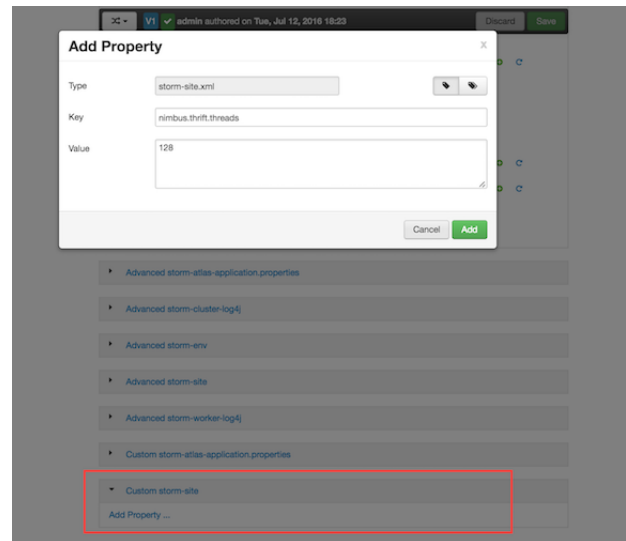 V1 admin authored on Tue, Jul 12, 2016 18:23 Discard Save
Add Property x
Type storm-site.xml
Key nimbus.thrift.threads
Value 128
Cancel Add
Advanced storm-atlas-application.properties
Advanced storm-cluster-log4j
Advanced storm-env
Advanced storm-site
Advanced storm-worker-log4j
Custom storm-atlas-application.properties
Custom storm-site
Add Property ...